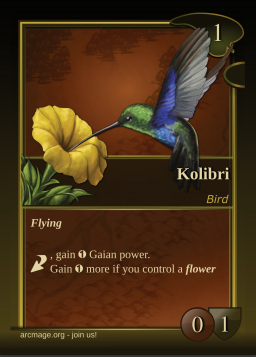 1
Kolibri
Bird
Flying
, gain 1 Gaian power.
Gain 1 more if you control a flower
0 1
arcmage.org - join us!